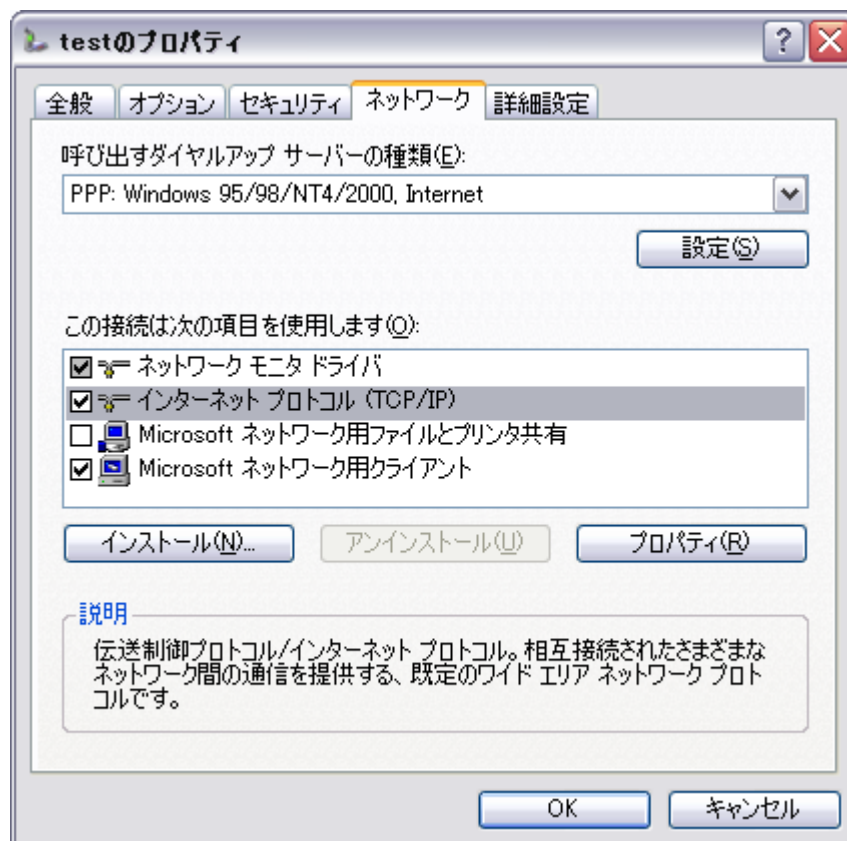 testのプロパティ
全般 オプション セキュリティ ネットワーク 詳細設定
呼び出すダイヤルアップ サーバーの種類(E):
PPP: Windows 95/98/NT4/2000, Internet
設定(S)
この接続は次の項目を使用します(O):
ネットワーク モニタ ドライバ
インターネット プロトコル (TCP/IP)
Microsoft ネットワーク用ファイルとプリンタ共有
Microsoft ネットワーク用クライアント
インストール(N)... アンインストール(U) プロパティ(R)
説明
伝送制御プロトコル/インターネット プロトコル。相互接続されたさまざまな
ネットワーク間の通信を提供する、既定のワイド エリア ネットワーク プロト
コルです。
OK キャンセル